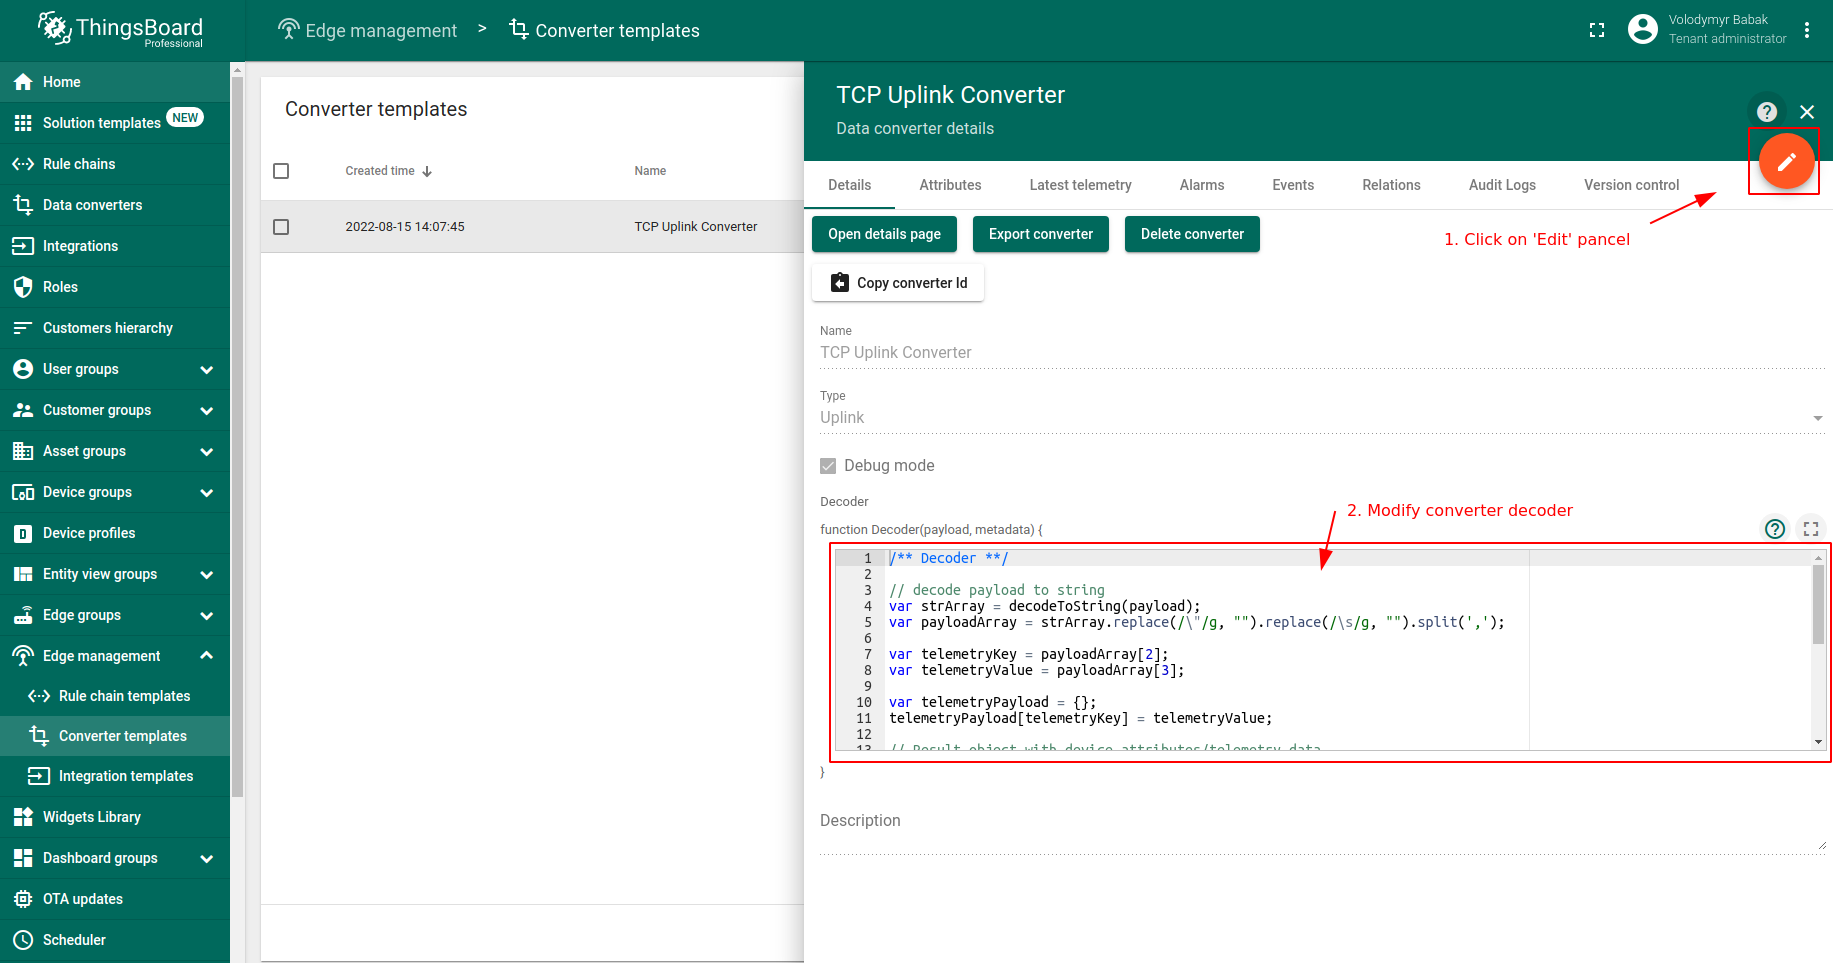 ThingsBoard
Professional
Edge management > Converter templates
Volodymyr Babak
Tenant administrator
Home
Solution templates NEW
Rule chains
Data converters
Integrations
Roles
Customers hierarchy
User groups
Customer groups
Asset groups
Device groups
Device profiles
Entity view groups
Edge groups
Edge management
Rule chain templates
Converter templates
Integration templates
Widgets Library
Dashboard groups
OTA updates
Scheduler
Converter templates
Created time Name
2022-08-15 14:07:45 TCP Uplink Converter
TCP Uplink Converter
Data converter details
Details Attributes Latest telemetry Alarms Events Relations Audit Logs Version control
Open details page Export converter Delete converter
1. Click on 'Edit' pancel
Copy converter Id
Name
TCP Uplink Converter
Type
Uplink
Debug mode
Decoder
2. Modify converter decoder
function Decoder(payload, metadata) {
1 /** Decoder **/
2
3 // decode payload to string
4 var strArray = decodeToString(payload);
5 var payloadArray = strArray.replace(/\"/g, "").replace(/\s/g, "").split(',');
6
7 var telemetryKey = payloadArray[2];
8 var telemetryValue = payloadArray[3];
9
10 var telemetryPayload = {};
11 telemetryPayload[telemetryKey] = telemetryValue;
12
13 // Result object with device attributes/telemetry data
}
Description